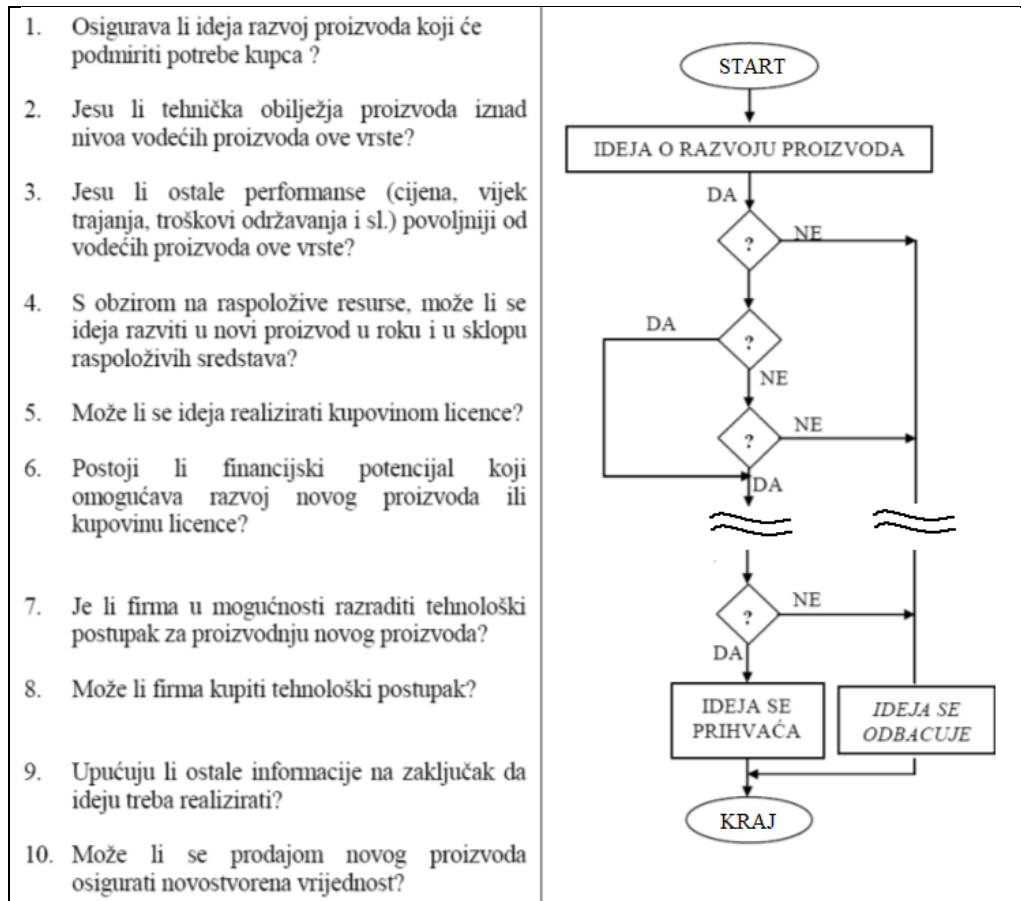 1. Osigurava li ideja razvoj proizvoda koji će
podmiriti potrebe kupca ?
2. Jesu li tehnička obilježja proizvoda iznad
nivoa vodećih proizvoda ove vrste?
3. Jesu li ostale performanse (cijena, vijek
trajanja, troškovi održavanja i sl.) povoljniji od
vodećih proizvoda ove vrste?
4. S obzirom na raspoložive resurse, može li se
ideja razviti u novi proizvod u roku i u sklopu
raspoloživih sredstava?
5. Može li se ideja realizirati kupovinom licence?
6. Postoji li financijski potencijal koji
omogućava razvoj novog proizvoda ili
kupovinu licence?
7. Je li firma u mogućnosti razraditi tehnološki
postupak za proizvodnju novog proizvoda?
8. Može li firma kupiti tehnološki postupak?
9. Upućuju li ostale informacije na zaključak da
ideju treba realizirati?
10. Može li se prodajom novog proizvoda
osigurati novostvorena vrijednost?
START
IDEJA O RAZVOJU PROIZVODA
DA
? NE
DA
?
NE
? NE
DA
? NE
DA
IDEJA SE
PRIHVAĆA
IDEJA SE
ODBACUJE
KRAJ